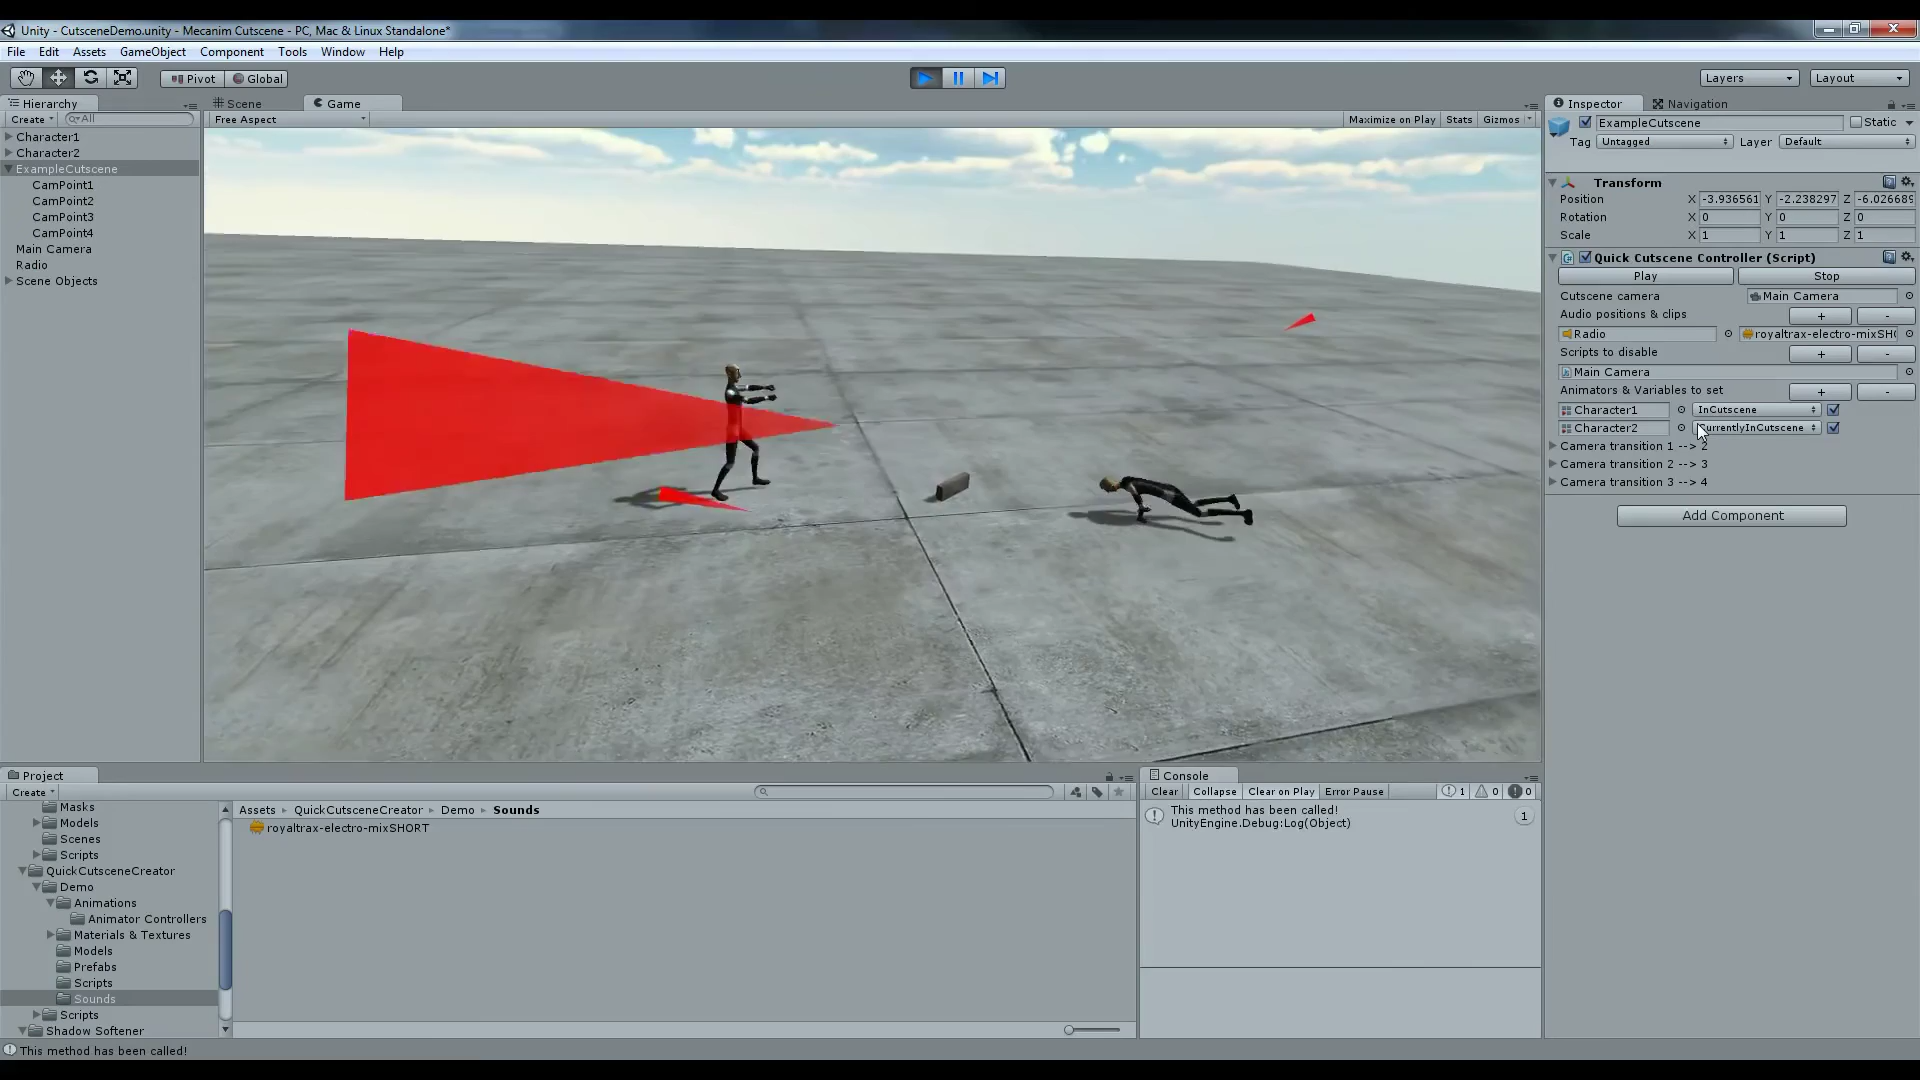 Unity - CutsceneDemo.unity - Mecanim Cutscene - PC, Mac & Linux Standalone*
File Edit Assets GameObject Component Tools Window Help
Pivot Global
Layers Layout
Hierarchy
Create All
Character1
Character2
ExampleCutscene
CamPoint1
CamPoint2
CamPoint3
CamPoint4
Main Camera
Radio
Scene Objects
Scene Game
Free Aspect Maximize on Play Stats Gizmos
Inspector Navigation
ExampleCutscene Static
Tag Untagged Layer Default
Transform
Position X -3.936561 Y -2.238297 Z -6.026689
Rotation X 0 Y 0 Z 0
Scale X 1 Y 1 Z 1
Quick Cutscene Controller (Script)
Play Stop
Cutscene camera Main Camera
Audio positions & clips + -
Radio royaltrax-electro-mixSH
Scripts to disable + -
Main Camera
Animators & Variables to set + -
Character1 InCutscene
Character2 CurrentlyInCutscene
Camera transition 1 --> 2
Camera transition 2 --> 3
Camera transition 3 --> 4
Add Component
Project
Create
Masks
Models
Scenes
Scripts
QuickCutsceneCreator
Demo
Animations
Animator Controllers
Materials & Textures
Models
Prefabs
Scripts
Sounds
Scripts
Shadow Softener
Assets QuickCutsceneCreator Demo Sounds
royaltrax-electro-mixSHORT
Console
Clear Collapse Clear on Play Error Pause 1 0 0
This method has been called!
UnityEngine.Debug:Log(Object)
1
This method has been called!